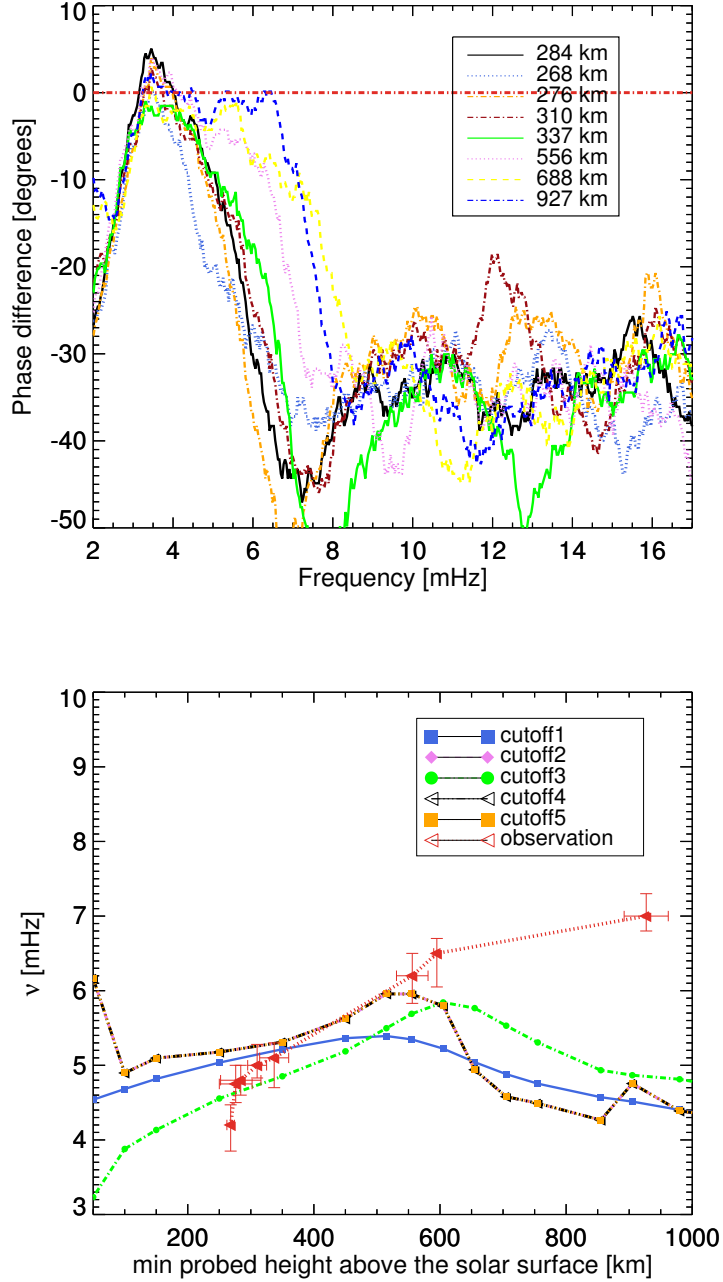 10
0
-10
-20
-30
-40
-50
Phase difference [degrees]
284 km
268 km
276 km
310 km
337 km
556 km
688 km
927 km
2 4 6 8 10 12 14 16
Frequency [mHz]
10
9
8
7
6
5
4
3
ν [mHz]
cutoff1
cutoff2
cutoff3
cutoff4
cutoff5
observation
200 400 600 800 1000
min probed height above the solar surface [km]